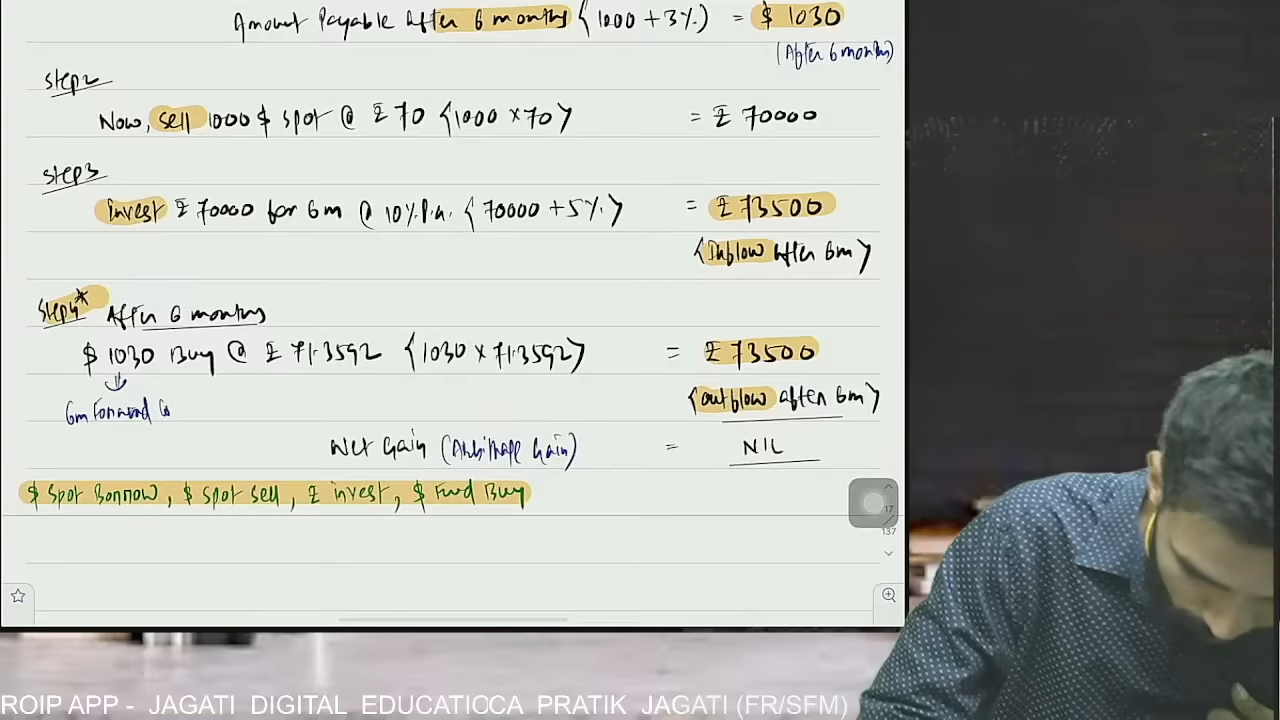 Amount Payable After 6 months {1000 + 3%} = $ 1030
(After 6 months)
Step2
Now, sell 1000 $ spot @ ₹ 70 {1000 × 70} = ₹ 70000
Step3
Invest ₹ 70000 for 6m @ 10% P.a. {70000 + 5%} = ₹ 73500
{Inflow after 6m}
Step4* After 6 months
$ 1030 Buy @ ₹ 71.3592 {1030 × 71.3592} = ₹ 73500
{outflow after 6m}
6m Forward
Net Gain (Arbitrage Gain) = NIL
$ Spot Borrow, $ spot sell, ₹ invest, $ Fwd Buy
17
137
ROIP APP - JAGATI DIGITAL EDUCATIOCA PRATIK JAGATI (FR/SFM)